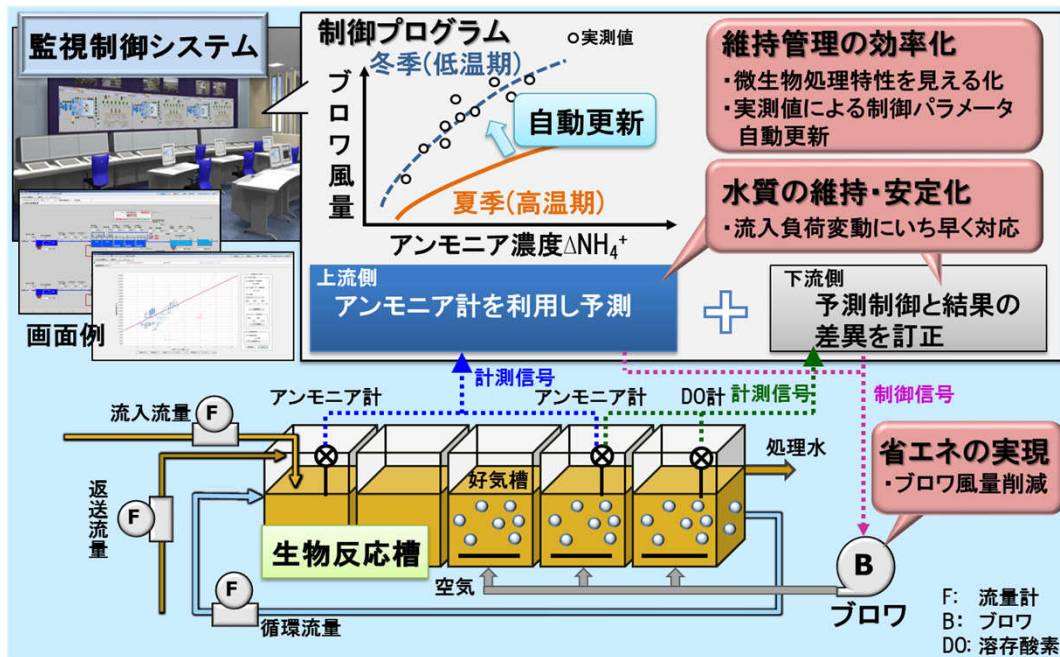 監視制御システム
制御プログラム
実測値
冬季(低温期)
ブロワ風量
自動更新
夏季(高温期)
アンモニア濃度ΔNH₄⁺
維持管理の効率化
・微生物処理特性を見える化
・実測値による制御パラメータ
自動更新
水質の維持・安定化
・流入負荷変動にいち早く対応
上流側
アンモニア計を利用し予測
下流側
予測制御と結果の
差異を訂正
画面例
計測信号
計測信号
制御信号
アンモニア計
アンモニア計
DO計
流入流量
F
処理水
省エネの実現
・ブロワ風量削減
返送流量
F
好気槽
生物反応槽
空気
B
ブロワ
F
循環流量
F: 流量計
B: ブロワ
DO: 溶存酸素